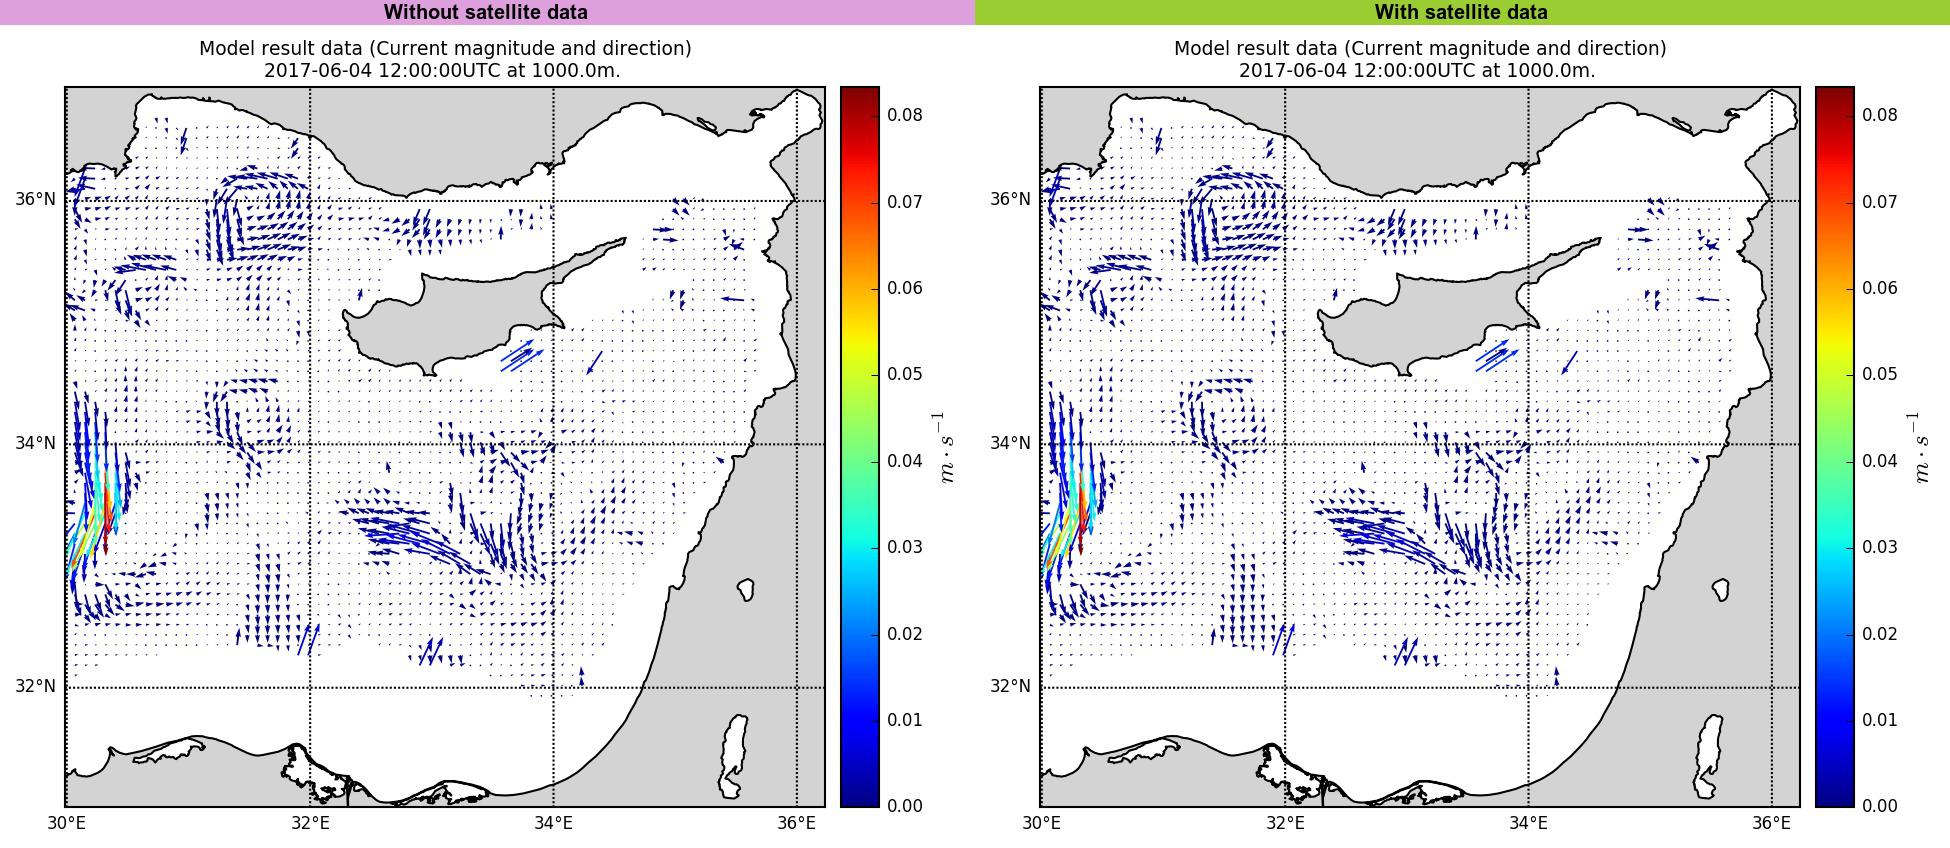 Without satellite data
With satellite data
Model result data (Current magnitude and direction)
2017-06-04 12:00:00UTC at 1000.0m.
Model result data (Current magnitude and direction)
2017-06-04 12:00:00UTC at 1000.0m.
36°N
34°N
32°N
30°E
32°E
34°E
36°E
0.08
0.07
0.06
0.05
0.04
0.03
0.02
0.01
0.00
m · s⁻¹
36°N
34°N
32°N
30°E
32°E
34°E
36°E
0.08
0.07
0.06
0.05
0.04
0.03
0.02
0.01
0.00
m · s⁻¹